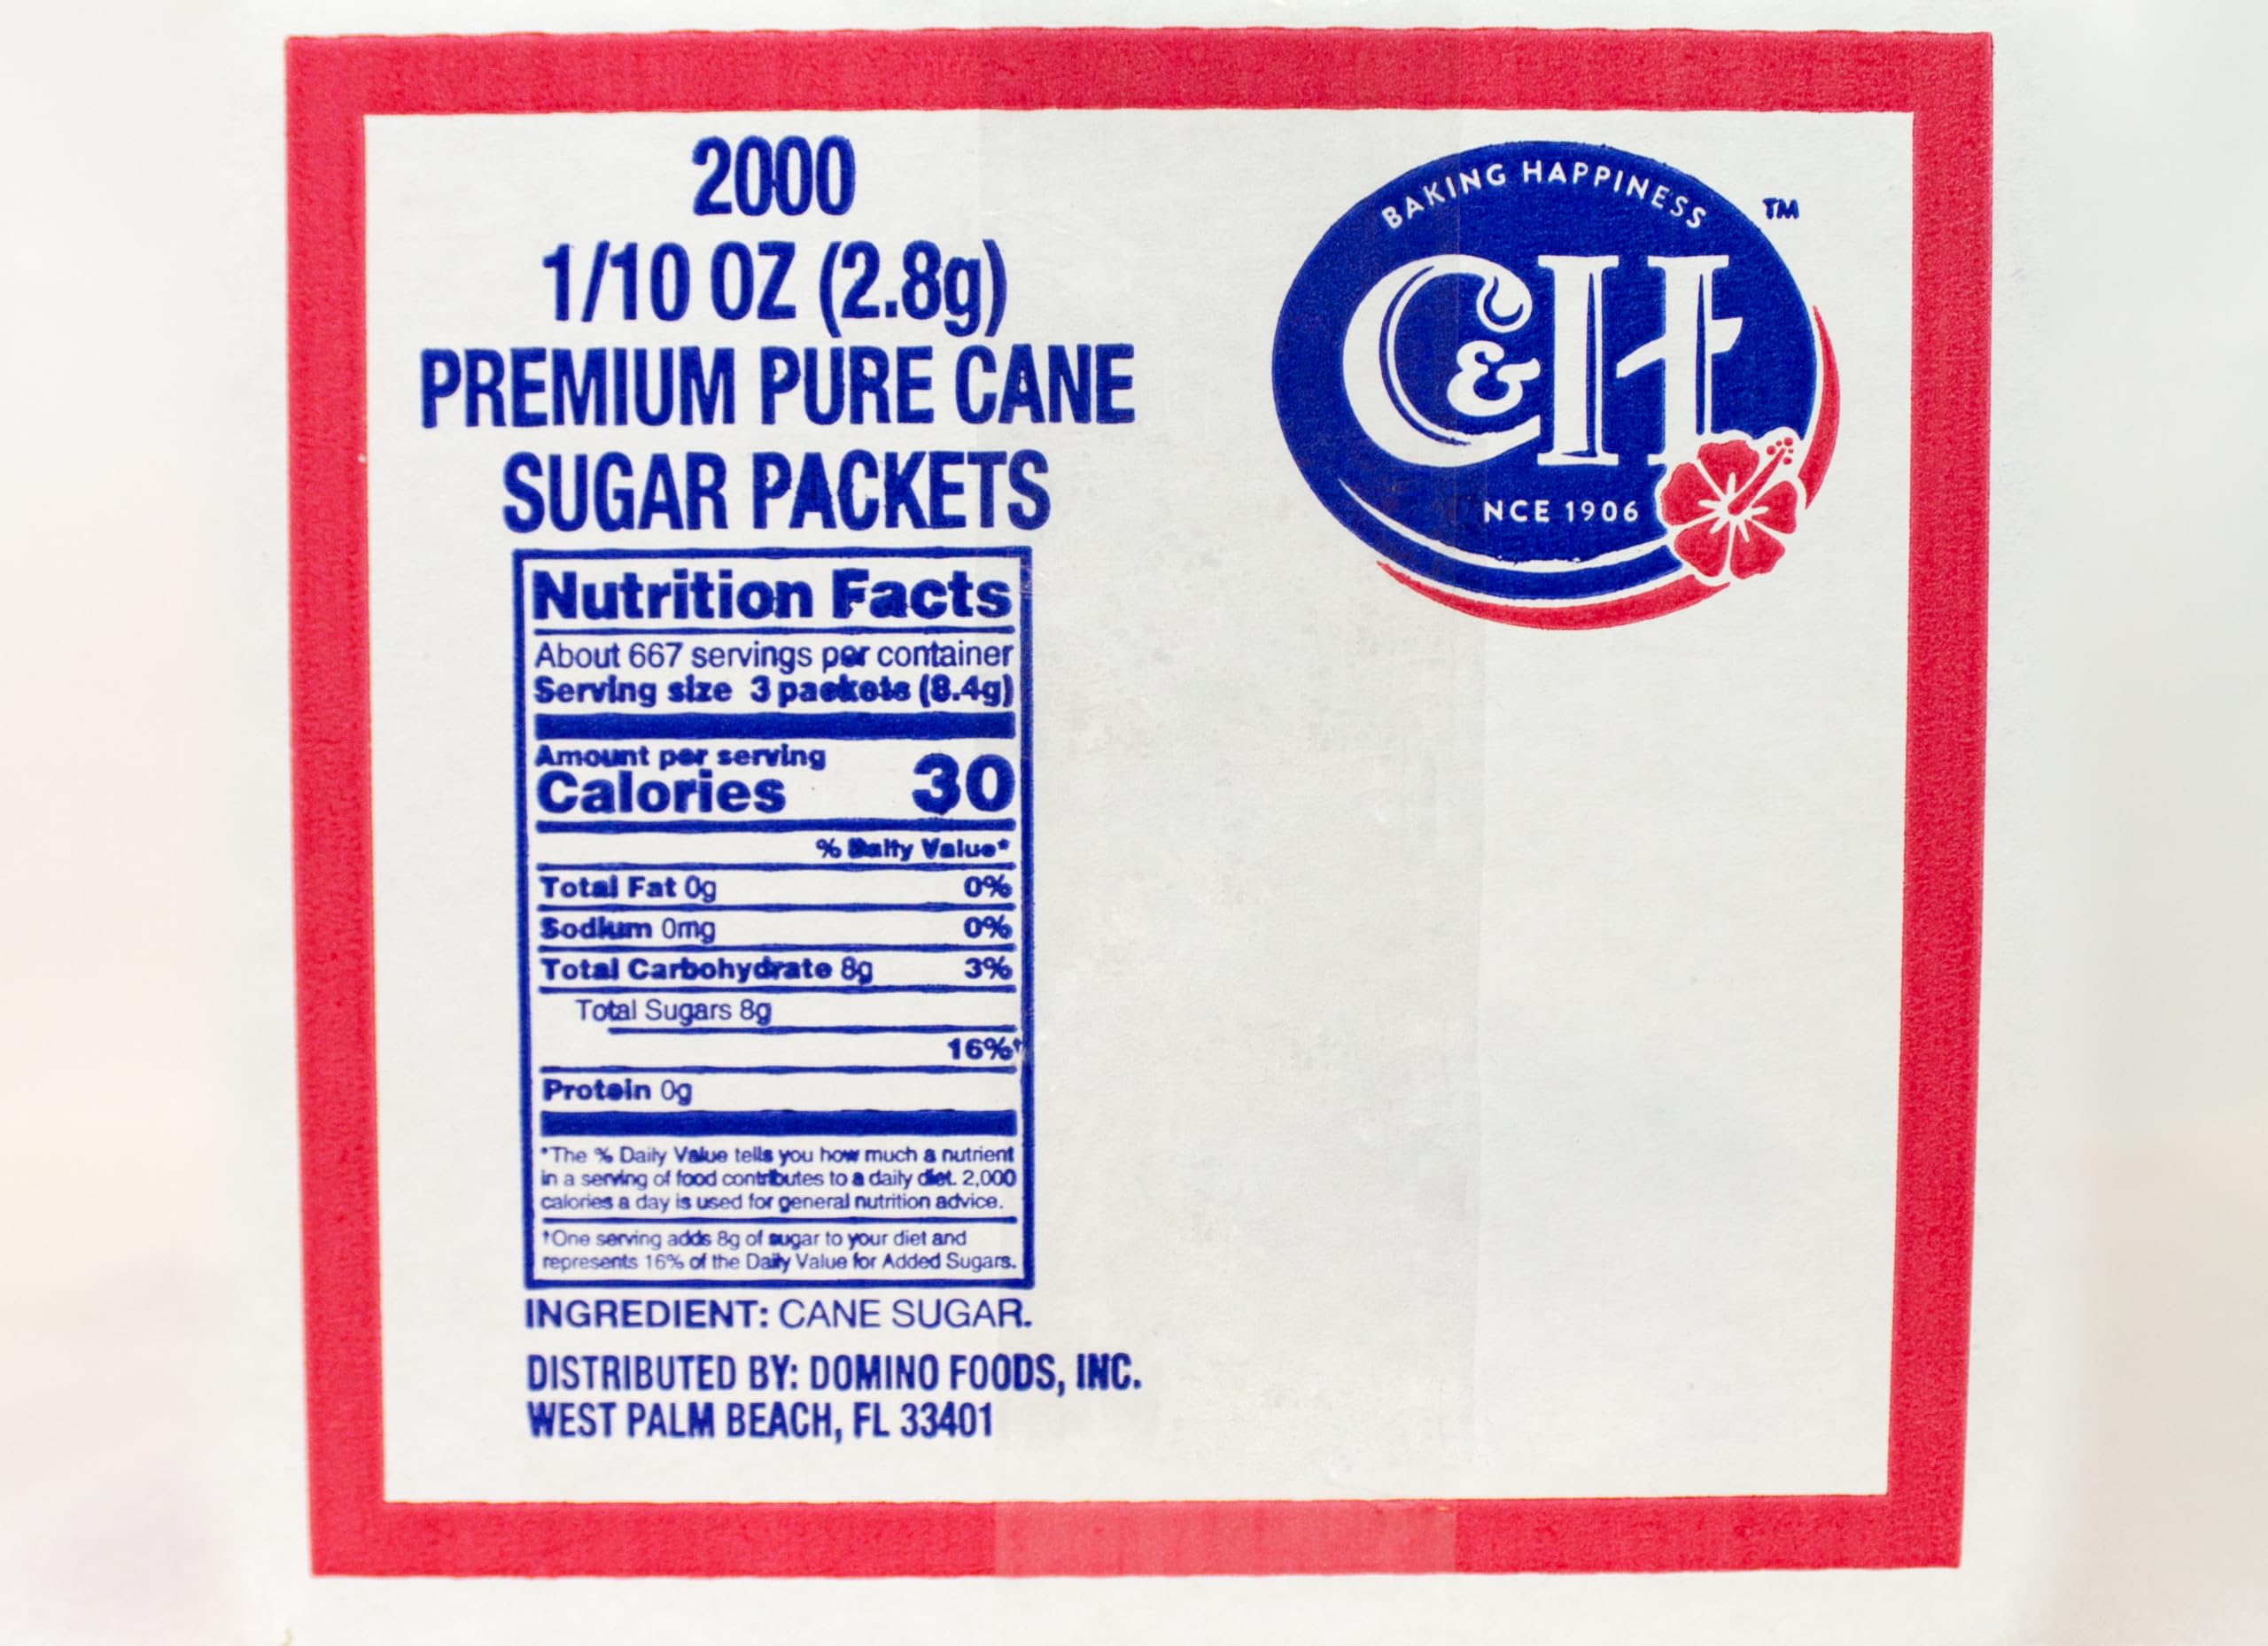 2000
1/10 OZ (2.8g)
PREMIUM PURE CANE
SUGAR PACKETS
Nutrition Facts
About 667 servings per container
Serving size 3 packets (8.4g)
Amount per serving
Calories 30
% Daily Value*
Total Fat 0g 0%
Sodium 0mg 0%
Total Carbohydrate 8g 3%
Total Sugars 8g
16%†
Protein 0g
*The % Daily Value tells you how much a nutrient
in a serving of food contributes to a daily diet. 2,000
calories a day is used for general nutrition advice.
†One serving adds 8g of sugar to your diet and
represents 16% of the Daily Value for Added Sugars.
INGREDIENT: CANE SUGAR.
DISTRIBUTED BY: DOMINO FOODS, INC.
WEST PALM BEACH, FL 33401
BAKING HAPPINESS
TM
C&H
NCE 1906